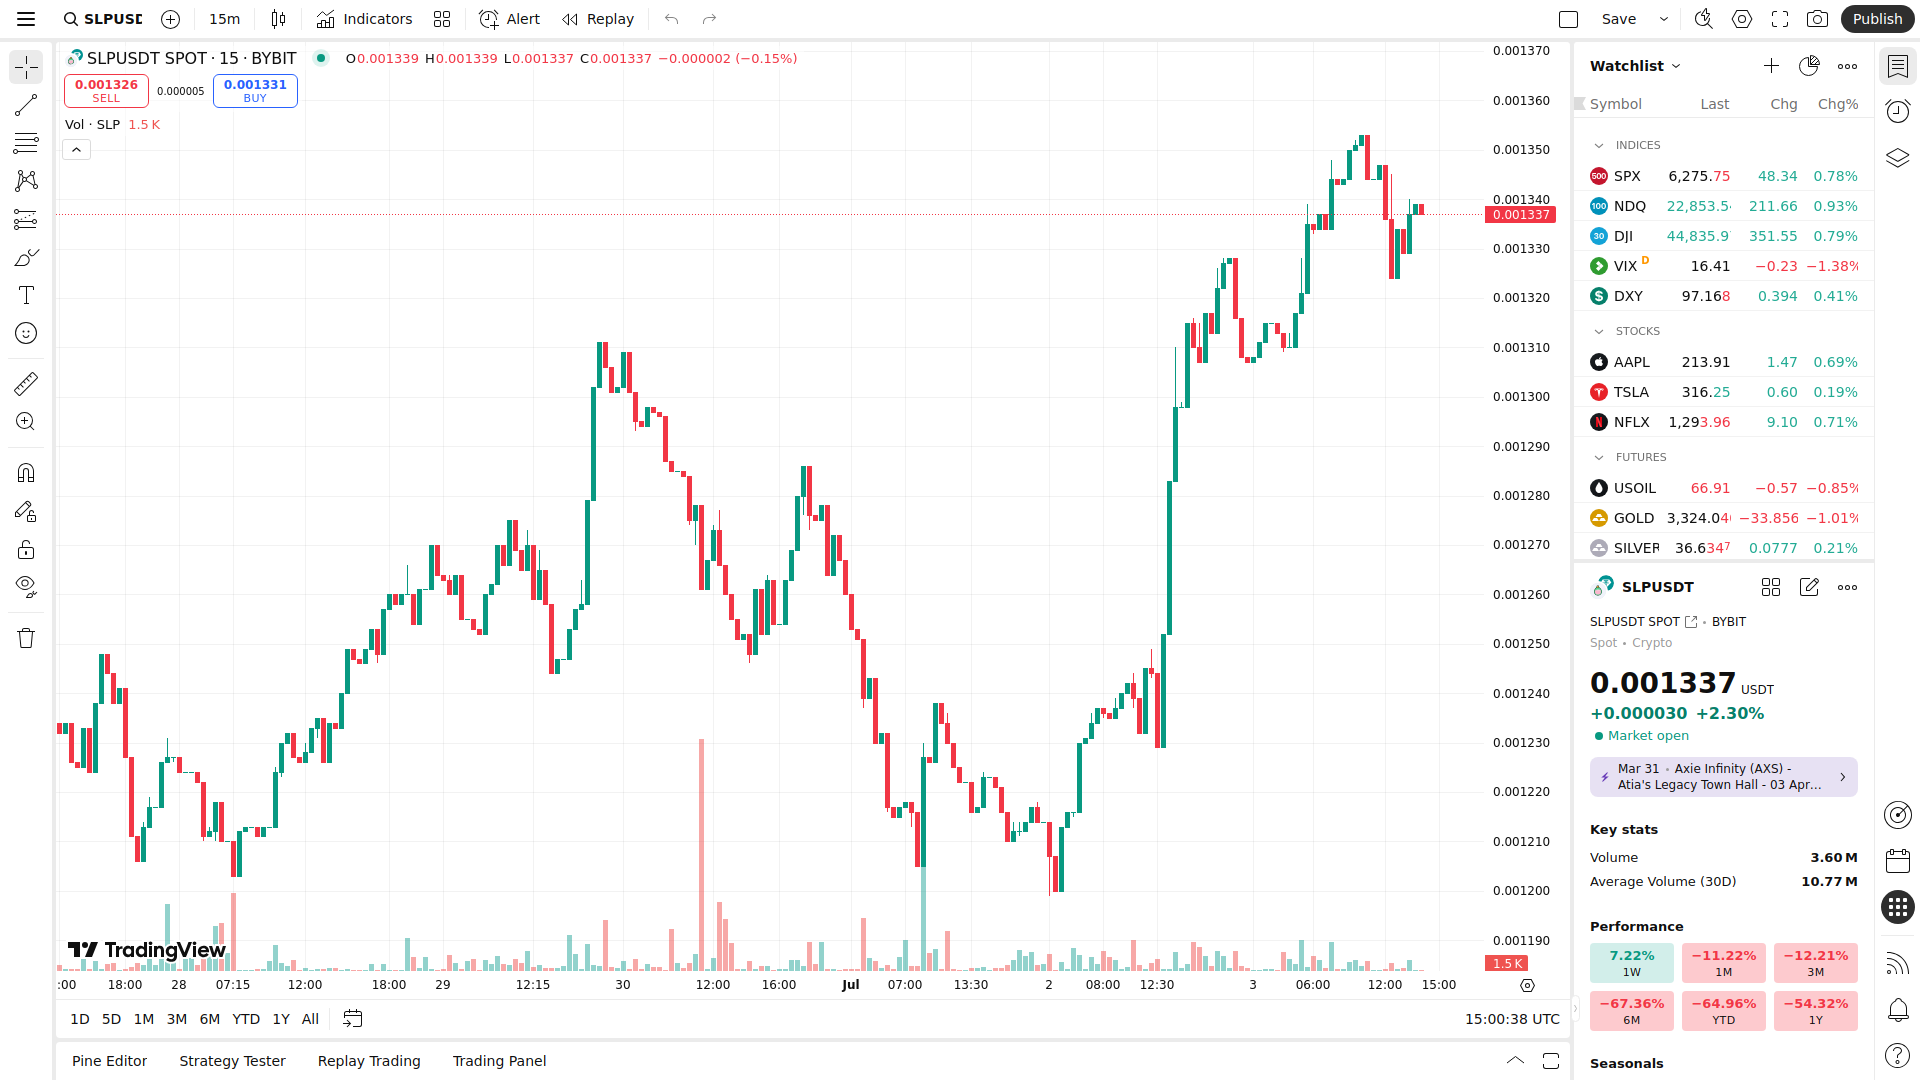 SLPUSD 15m Indicators Alert Replay Save Publish
SLPUSDT SPOT · 15 · BYBIT O0.001339 H0.001339 L0.001337 C0.001337 −0.000002 (−0.15%)
0.001326 SELL 0.000005 0.001331 BUY
Vol · SLP 1.5 K
0.001370
0.001360
0.001350
0.001340
0.001337
0.001330
0.001320
0.001310
0.001300
0.001290
0.001280
0.001270
0.001260
0.001250
0.001240
0.001230
0.001220
0.001210
0.001200
0.001190
1.5 K
TradingView
:00 18:00 28 07:15 12:00 18:00 29 12:15 30 12:00 16:00 Jul 07:00 13:30 2 08:00 12:30 3 06:00 12:00 15:00
1D 5D 1M 3M 6M YTD 1Y All 15:00:38 UTC
Pine Editor Strategy Tester Replay Trading Trading Panel
Watchlist
Symbol Last Chg Chg%
INDICES
500 SPX 6,275.75 48.34 0.78%
100 NDQ 22,853.5 211.66 0.93%
30 DJI 44,835.9 351.55 0.79%
VIX D 16.41 −0.23 −1.38%
$ DXY 97.168 0.394 0.41%
STOCKS
AAPL 213.91 1.47 0.69%
TSLA 316.25 0.60 0.19%
N NFLX 1,293.96 9.10 0.71%
FUTURES
USOIL 66.91 −0.57 −0.85%
GOLD 3,324.04 −33.856 −1.01%
SILVER 36.6347 0.0777 0.21%
SLPUSDT
SLPUSDT SPOT • BYBIT
Spot • Crypto
0.001337 USDT
+0.000030 +2.30%
Market open
Mar 31 • Axie Infinity (AXS) -
Atia's Legacy Town Hall - 03 Apr...
Key stats
Volume 3.60 M
Average Volume (30D) 10.77 M
Performance
7.22% −11.22% −12.21%
1W 1M 3M
−67.36% −64.96% −54.32%
6M YTD 1Y
Seasonals